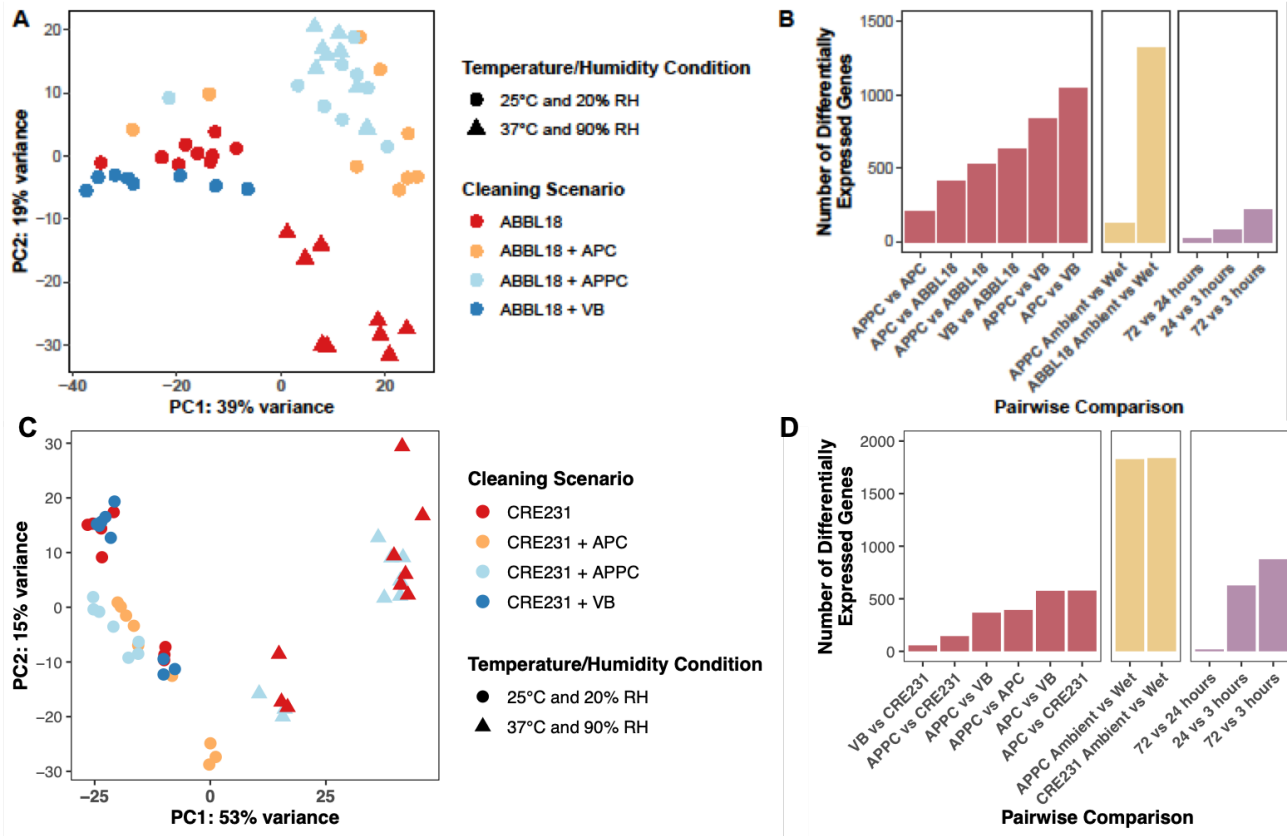 A
20
10
0
−10
−20
−30
PC2: 19% variance
−40
−20
0
20
PC1: 39% variance
Temperature/Humidity Condition
25°C and 20% RH
37°C and 90% RH
Cleaning Scenario
ABBL18
ABBL18 + APC
ABBL18 + APPC
ABBL18 + VB
B
Number of Differentially
Expressed Genes
1500
1000
500
0
APPC vs APC
APC vs ABBL18
APPC vs ABBL18
VB vs ABBL18
APPC vs VB
APC vs VB
APPC Ambient vs Wet
ABBL18 Ambient vs Wet
72 vs 24 hours
24 vs 3 hours
72 vs 3 hours
Pairwise Comparison
C
30
20
10
0
−10
−20
−30
PC2: 15% variance
−25
0
25
PC1: 53% variance
Cleaning Scenario
CRE231
CRE231 + APC
CRE231 + APPC
CRE231 + VB
Temperature/Humidity Condition
25°C and 20% RH
37°C and 90% RH
D
Number of Differentially
Expressed Genes
2000
1500
1000
500
0
VB vs CRE231
APPC vs CRE231
APPC vs VB
APPC vs APC
APC vs VB
APC vs CRE231
APPC Ambient vs Wet
CRE231 Ambient vs Wet
72 vs 24 hours
24 vs 3 hours
72 vs 3 hours
Pairwise Comparison